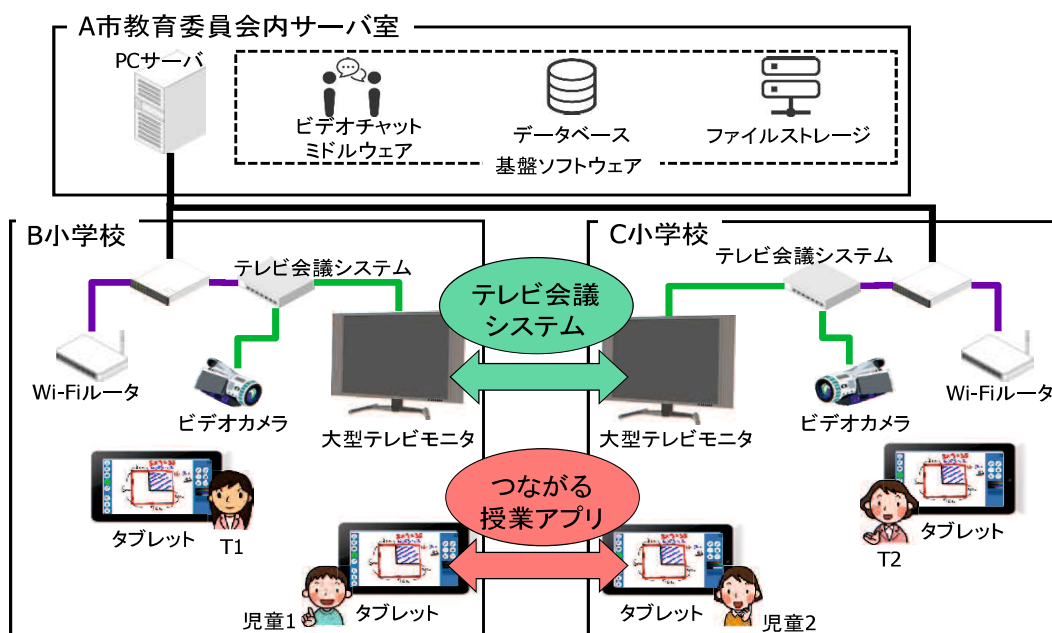 A市教育委員会内サーバ室
PCサーバ
ビデオチャット
ミドルウェア
データベース
ファイルストレージ
基盤ソフトウェア
B小学校
テレビ会議システム
Wi-Fiルータ
ビデオカメラ
大型テレビモニタ
テレビ会議
システム
C小学校
テレビ会議システム
大型テレビモニタ
ビデオカメラ
Wi-Fiルータ
タブレット
T1
つながる
授業アプリ
タブレット
T2
児童1
タブレット
タブレット
児童2